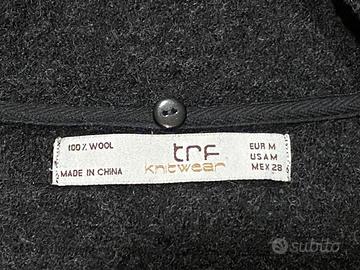 100% WOOL
MADE IN CHINA
trf
knitwear
EUR M
USA M
MEX 28
subito